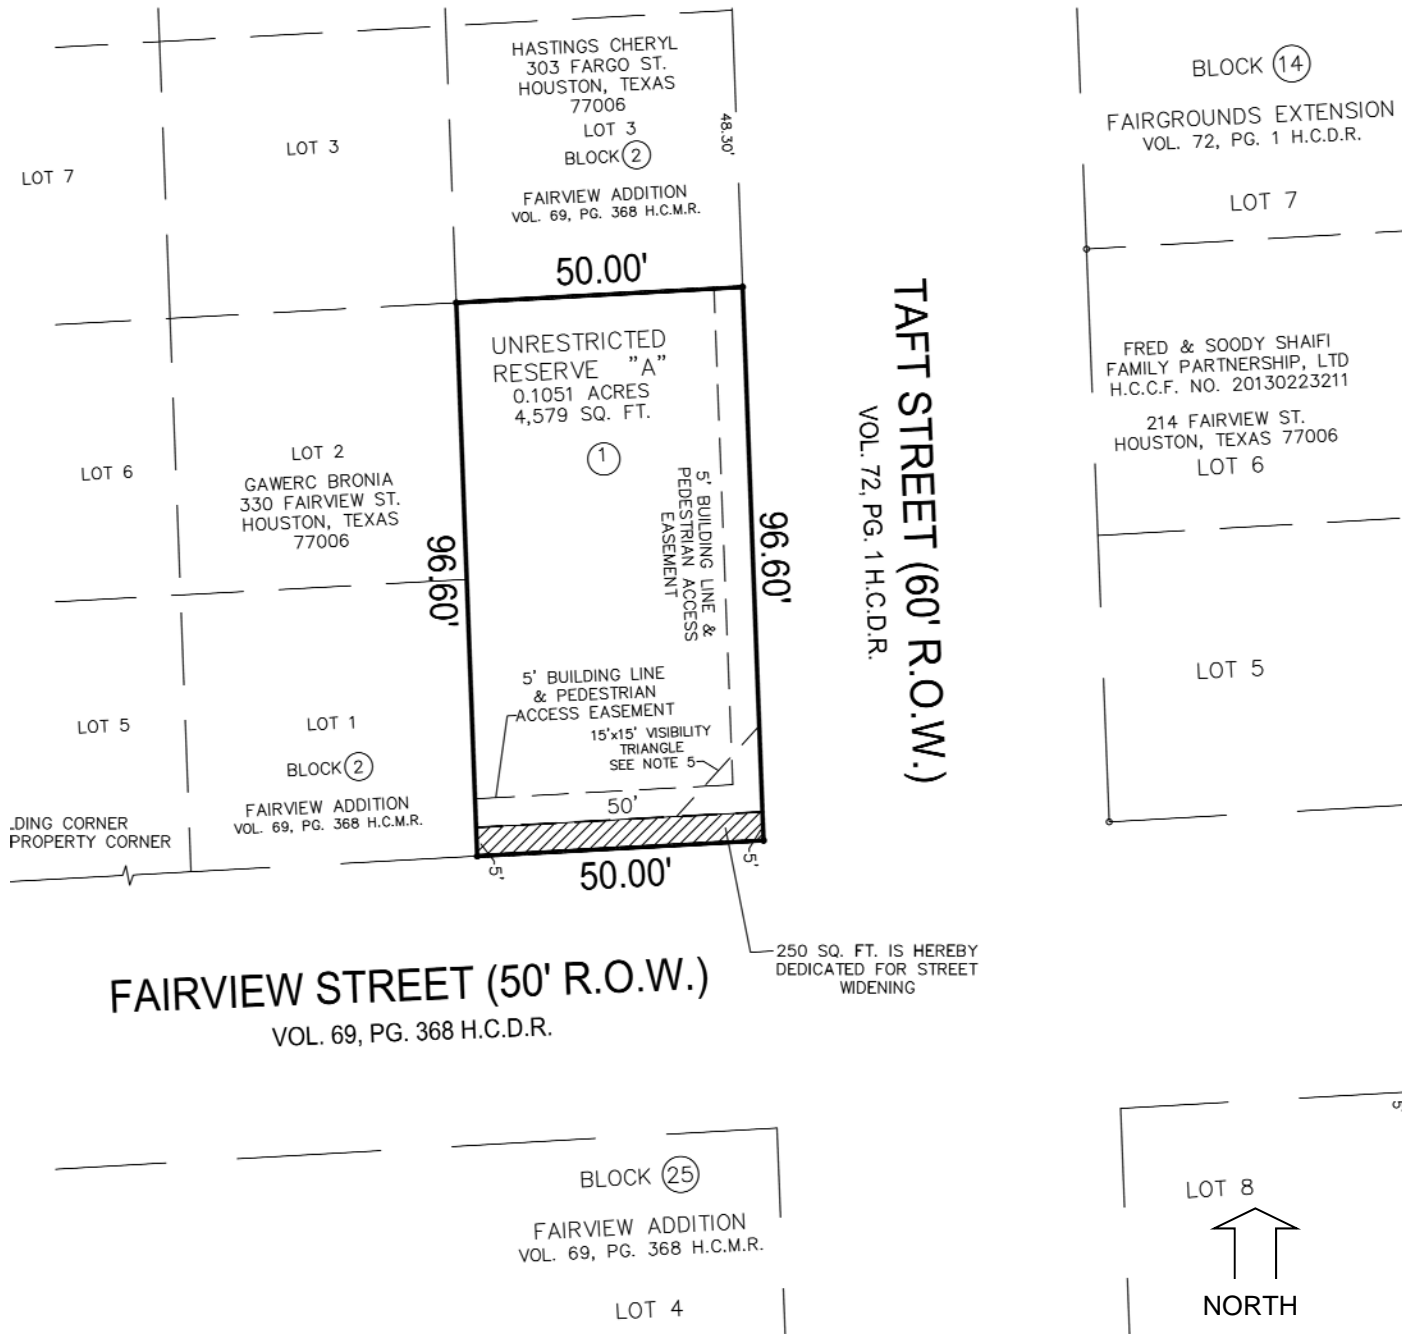 HASTINGS CHERYL
303 FARGO ST.
HOUSTON, TEXAS
77006
LOT 3
BLOCK 2
FAIRVIEW ADDITION
VOL. 69, PG. 368 H.C.M.R.
48.30'
BLOCK 14
FAIRGROUNDS EXTENSION
VOL. 72, PG. 1 H.C.D.R.
LOT 7
LOT 7
LOT 3
50.00'
UNRESTRICTED
RESERVE "A"
0.1051 ACRES
4,579 SQ. FT.
1
5' BUILDING LINE &
PEDESTRIAN ACCESS
EASEMENT
96.60'
96.60'
TAFT STREET (60' R.O.W.)
VOL. 72, PG. 1 H.C.D.R.
FRED & SOODY SHAIFI
FAMILY PARTNERSHIP, LTD
H.C.C.F. NO. 20130223211
214 FAIRVIEW ST.
HOUSTON, TEXAS 77006
LOT 6
LOT 6
LOT 2
GAWERC BRONIA
330 FAIRVIEW ST.
HOUSTON, TEXAS
77006
5' BUILDING LINE
& PEDESTRIAN
ACCESS EASEMENT
15'x15' VISIBILITY
TRIANGLE
SEE NOTE 5
LOT 5
LOT 5
LOT 1
BLOCK 2
FAIRVIEW ADDITION
VOL. 69, PG. 368 H.C.M.R.
LDING CORNER
PROPERTY CORNER
50'
5'
5'
50.00'
250 SQ. FT. IS HEREBY
DEDICATED FOR STREET
WIDENING
FAIRVIEW STREET (50' R.O.W.)
VOL. 69, PG. 368 H.C.D.R.
BLOCK 25
FAIRVIEW ADDITION
VOL. 69, PG. 368 H.C.M.R.
LOT 4
5'
LOT 8
NORTH